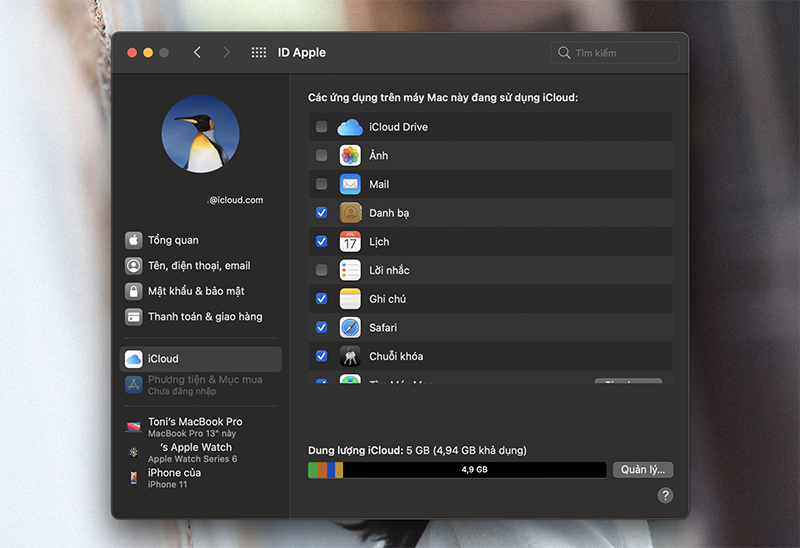 ID Apple
Tìm kiếm
@icloud.com
Tổng quan
Tên, điện thoại, email
Mật khẩu & bảo mật
Thanh toán & giao hàng
iCloud
Phương tiện & Mục mua
Chưa đăng nhập
Toni's MacBook Pro
MacBook Pro 13" này
's Apple Watch
Apple Watch Series 6
iPhone của
iPhone 11
Các ứng dụng trên máy Mac này đang sử dụng iCloud:
iCloud Drive
Ảnh
Mail
Danh bạ
17
Lịch
Lời nhắc
Ghi chú
Safari
Chuỗi khóa
Dung lượng iCloud: 5 GB (4,94 GB khả dụng)
4,9 GB
Quản lý...
?